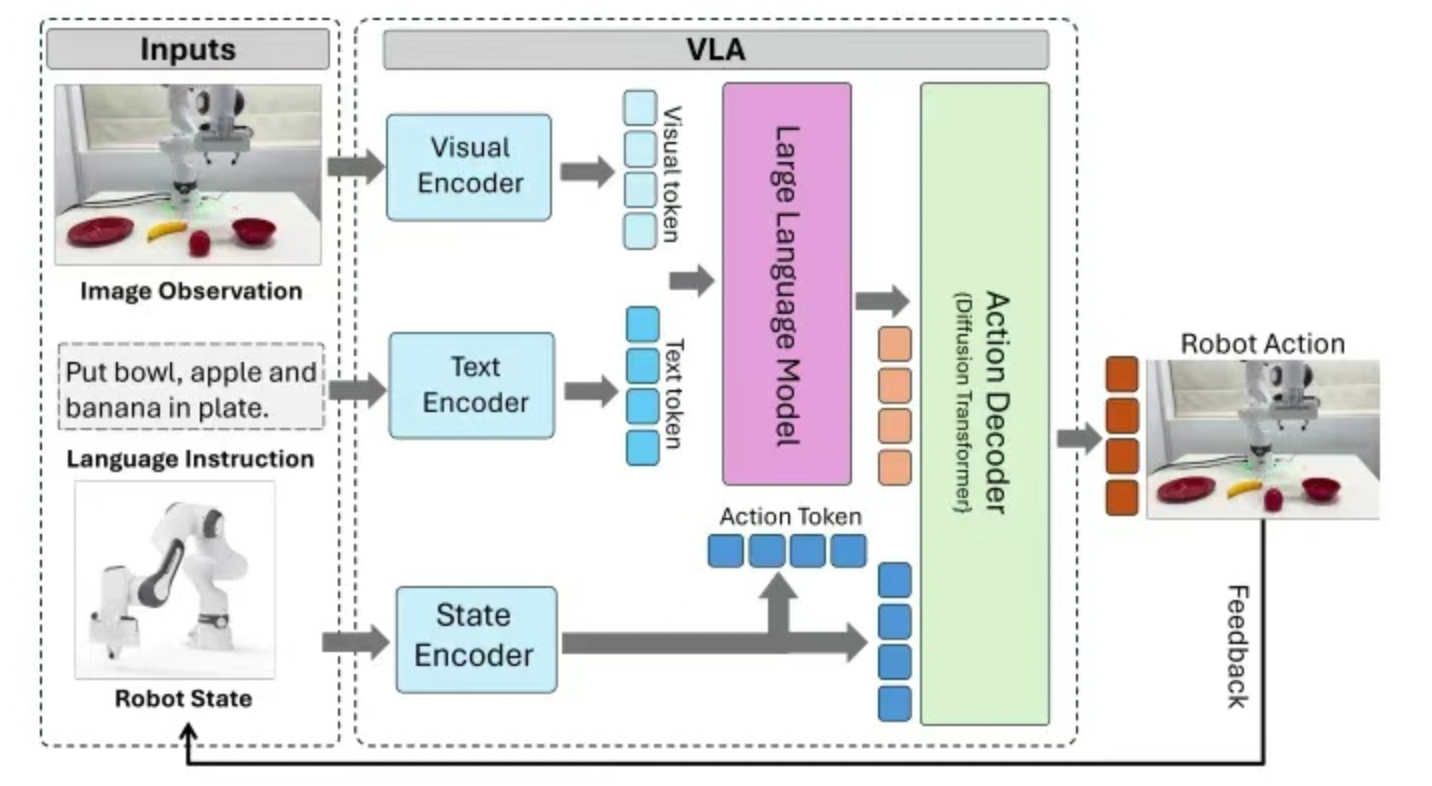 Inputs
VLA
Image Observation
Put bowl, apple and
banana in plate.
Language Instruction
Robot State
Visual
Encoder
Visual token
Text
Encoder
Text token
State
Encoder
Large Language Model
Action Token
Action Decoder
(Diffusion Transformer)
Robot Action
Feedback